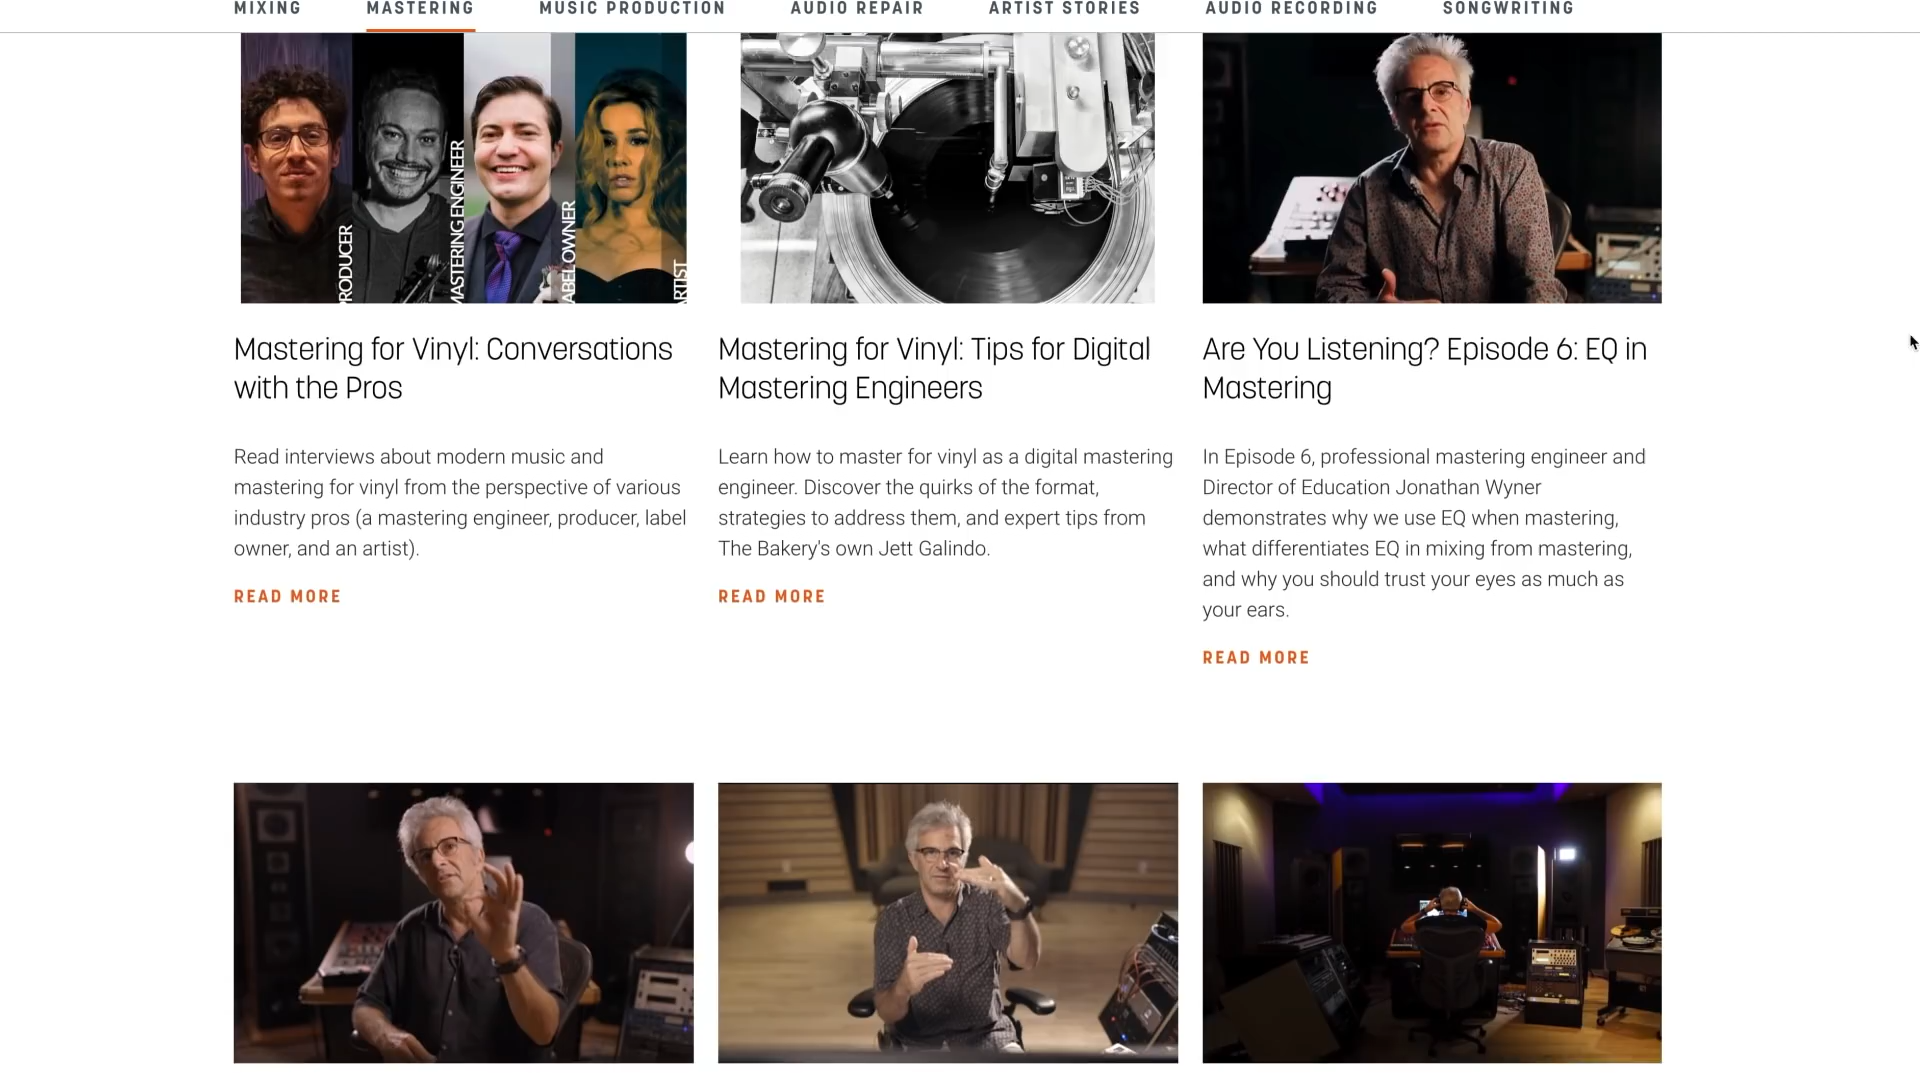 MIXING
MASTERING
MUSIC PRODUCTION
AUDIO REPAIR
ARTIST STORIES
AUDIO RECORDING
SONGWRITING
RODUCER
MASTERING ENGINEER
ABEL OWNER
ARTIST
Mastering for Vinyl: Conversations
with the Pros
Read interviews about modern music and
mastering for vinyl from the perspective of various
industry pros (a mastering engineer, producer, label
owner, and an artist).
READ MORE
Mastering for Vinyl: Tips for Digital
Mastering Engineers
Learn how to master for vinyl as a digital mastering
engineer. Discover the quirks of the format,
strategies to address them, and expert tips from
The Bakery's own Jett Galindo.
READ MORE
Are You Listening? Episode 6: EQ in
Mastering
In Episode 6, professional mastering engineer and
Director of Education Jonathan Wyner
demonstrates why we use EQ when mastering,
what differentiates EQ in mixing from mastering,
and why you should trust your eyes as much as
your ears.
READ MORE